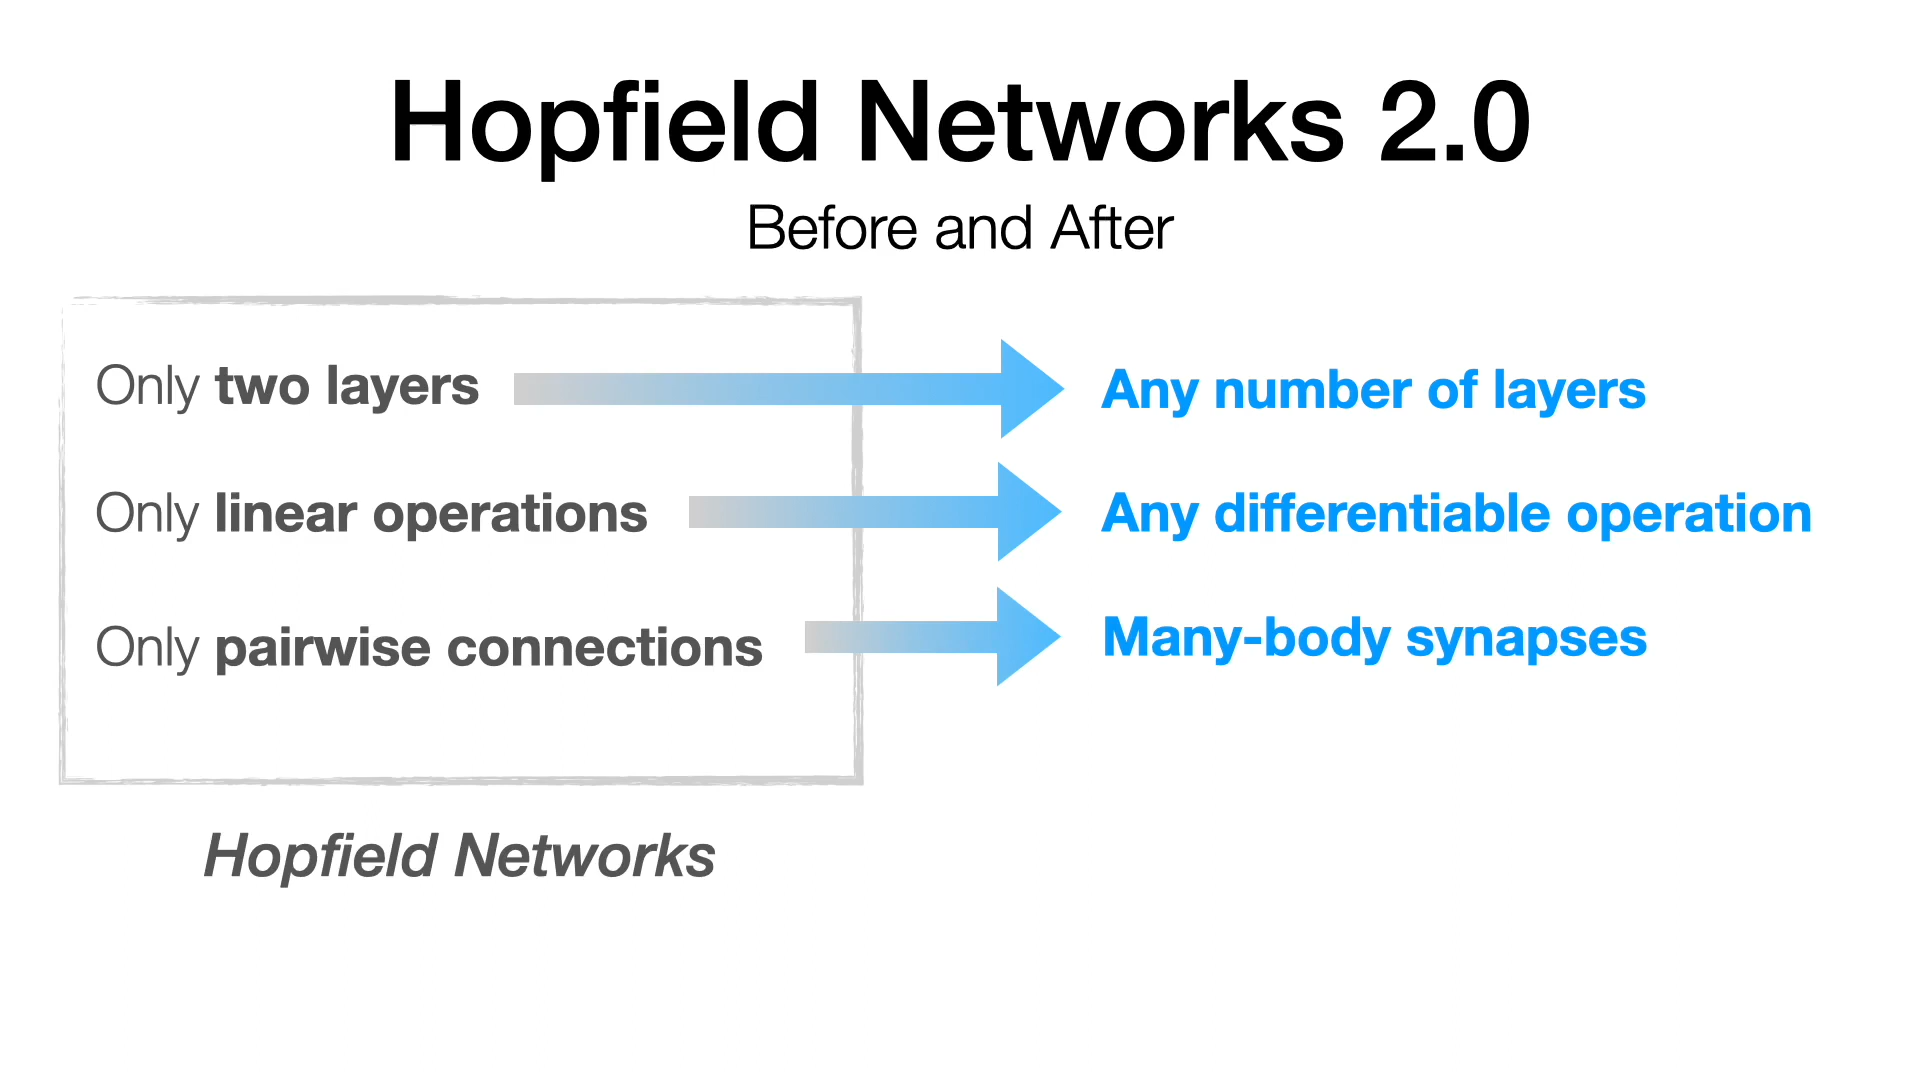 Hopfield Networks 2.0
Before and After
Only two layers
Any number of layers
Only linear operations
Any differentiable operation
Only pairwise connections
Many-body synapses
Hopfield Networks